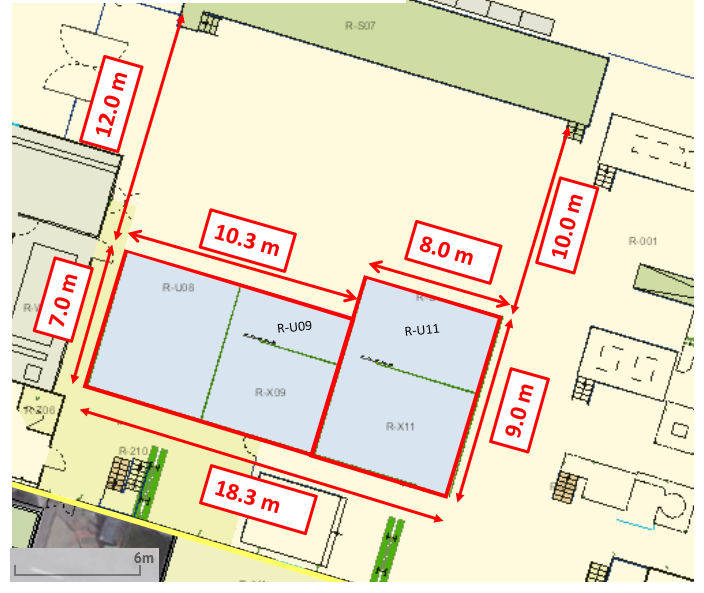 R-S07
12.0 m
10.3 m
8.0 m
10.0 m
R-001
7.0 m
R-U08
R-U09
R-U11
R-X09
R-X11
9.0 m
R-Z06
R-210
18.3 m
6m